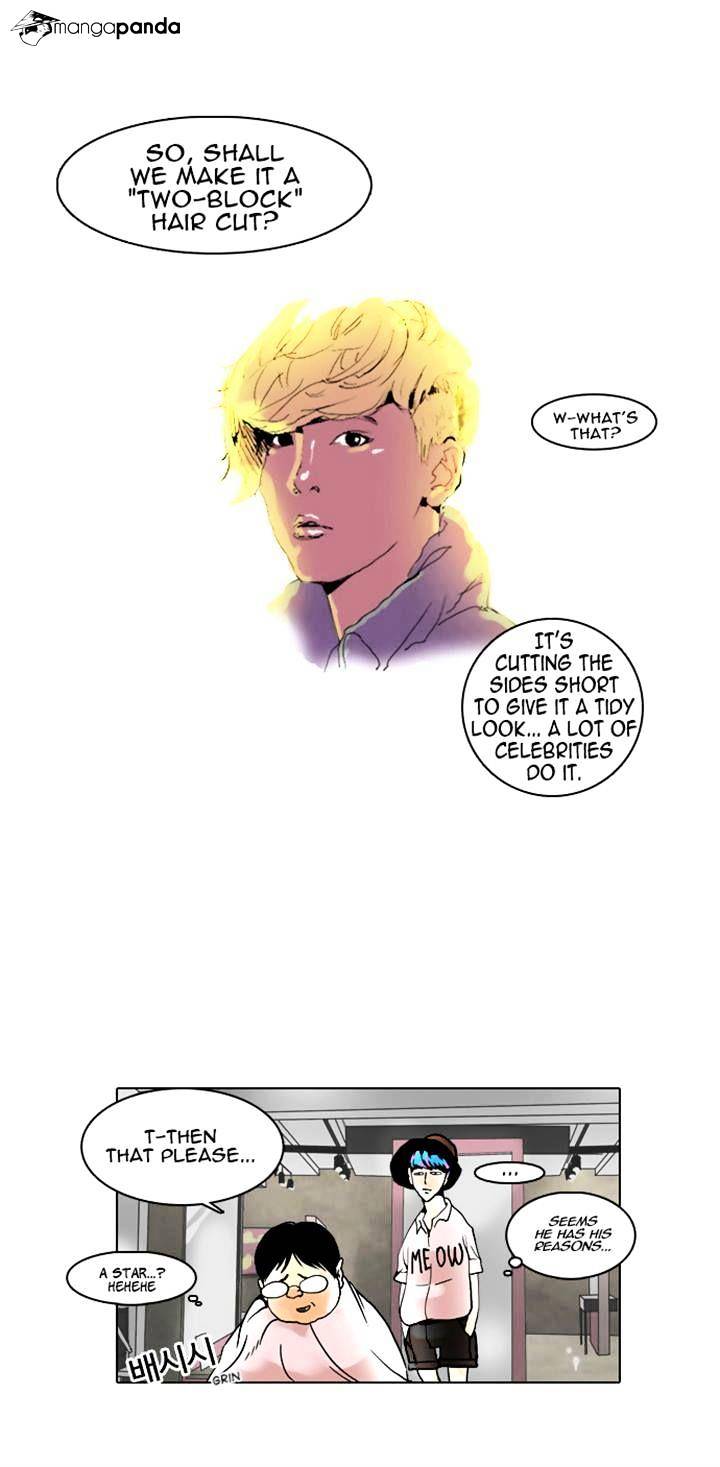 mangapanda
SO, SHALL
WE MAKE IT A
"TWO-BLOCK"
HAIR CUT?
W-WHAT'S
THAT?
IT'S
CUTTING THE
SIDES SHORT
TO GIVE IT A TIDY
LOOK... A LOT OF
CELEBRITIES
DO IT.
T-THEN
THAT PLEASE...
...
SEEMS
HE HAS HIS
REASONS...
MEOW
A STAR...?
HEHEHE
배시시
GRIN